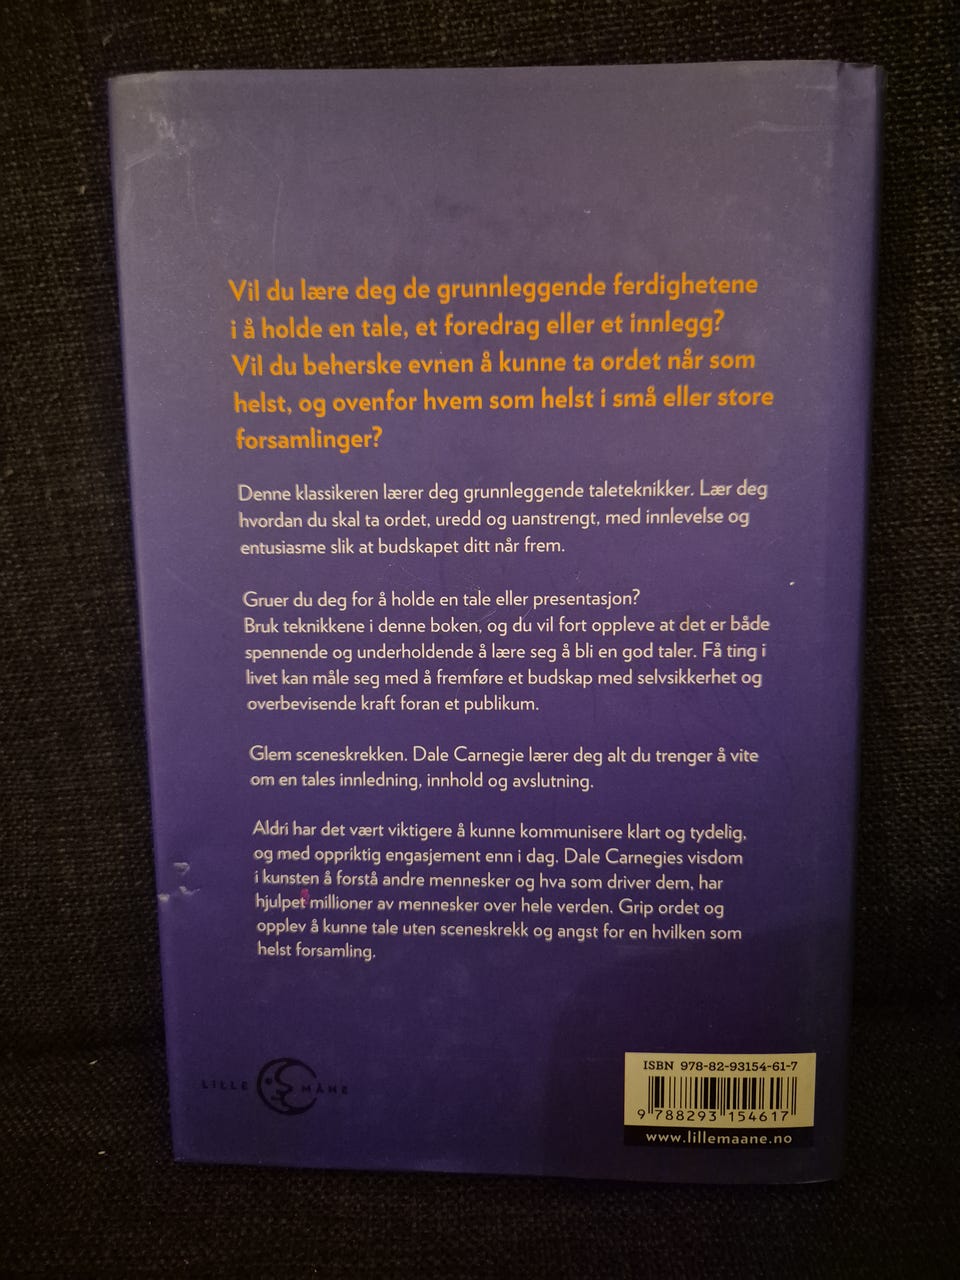 Vil du lære deg de grunnleggende ferdighetene
i å holde en tale, et foredrag eller et innlegg?
Vil du beherske evnen å kunne ta ordet når som
helst, og ovenfor hvem som helst i små eller store
forsamlinger?
Denne klassikeren lærer deg grunnleggende taleteknikker. Lær deg
hvordan du skal ta ordet, uredd og uanstrengt, med innlevelse og
entusiasme slik at budskapet ditt når frem.
Gruer du deg for å holde en tale eller presentasjon?
Bruk teknikkene i denne boken, og du vil fort oppleve at det er både
spennende og underholdende å lære seg å bli en god taler. Få ting i
livet kan måle seg med å fremføre et budskap med selvsikkerhet og
overbevisende kraft foran et publikum.
Glem sceneskrekken. Dale Carnegie lærer deg alt du trenger å vite
om en tales innledning, innhold og avslutning.
Aldri har det vært viktigere å kunne kommunisere klart og tydelig,
og med oppriktig engasjement enn i dag. Dale Carnegies visdom
i kunsten å forstå andre mennesker og hva som driver dem, har
hjulpet millioner av mennesker over hele verden. Grip ordet og
opplev å kunne tale uten sceneskrekk og angst for en hvilken som
helst forsamling.
LILLE MÅNE
ISBN 978-82-93154-61-7
9 788293 154617
www.lillemaane.no